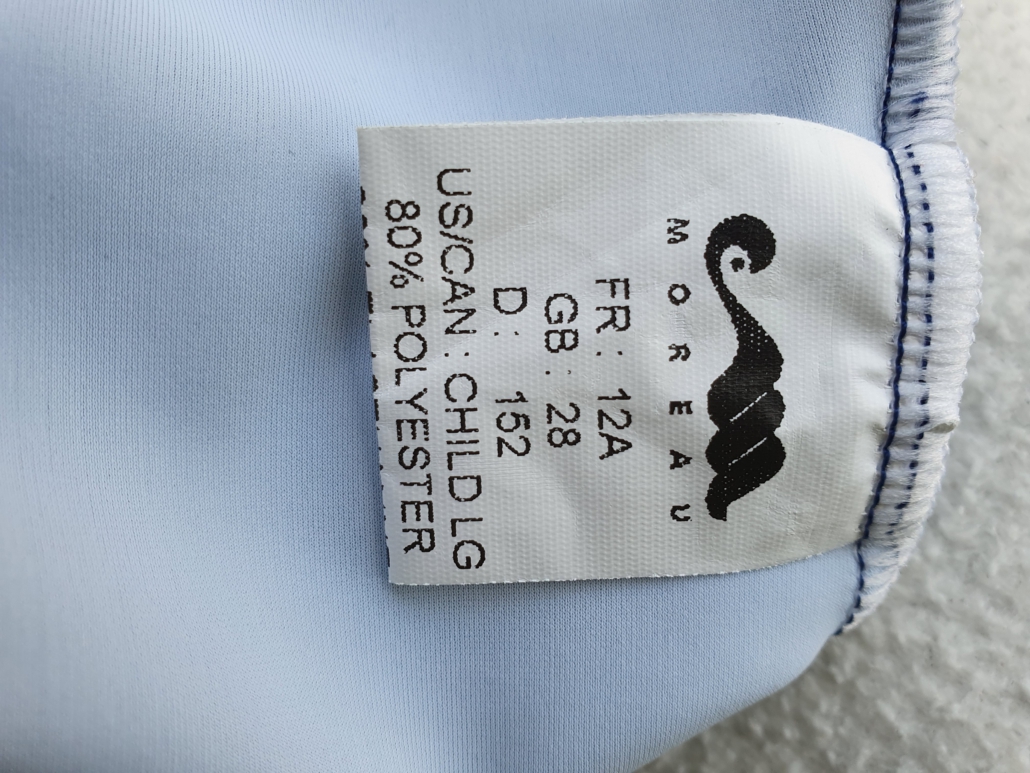 MOREAU
FR : 12A
GB : 28
D : 152
US/CAN : CHILD LG
80% POLYESTER